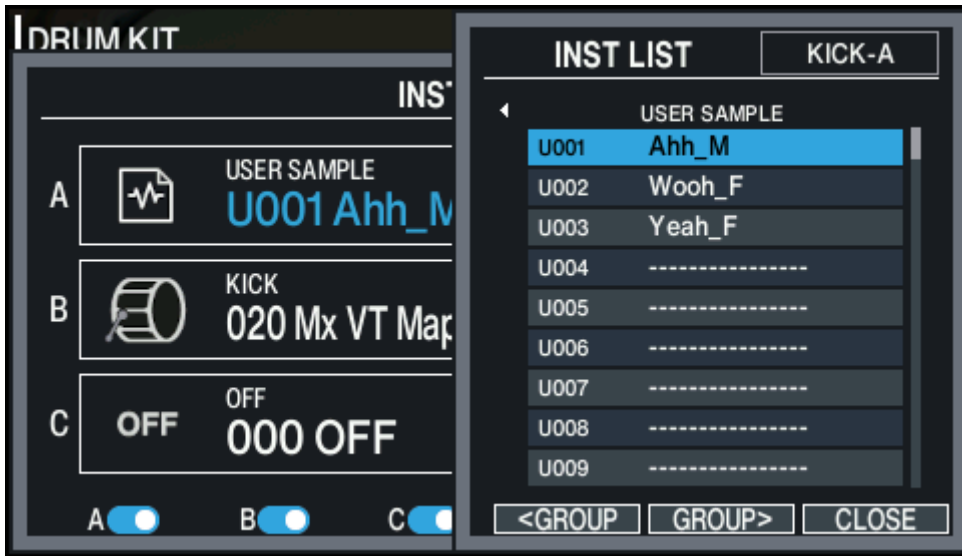 DRUM KIT
INS
A
USER SAMPLE
U001 Ahh_M
B
KICK
020 Mx VT Map
C
OFF
OFF
000 OFF
A
B
C
INST LIST
KICK-A
USER SAMPLE
U001 Ahh_M
U002 Wooh_F
U003 Yeah_F
U004 ----------------
U005 ----------------
U006 ----------------
U007 ----------------
U008 ----------------
U009 ----------------
<GROUP
GROUP>
CLOSE